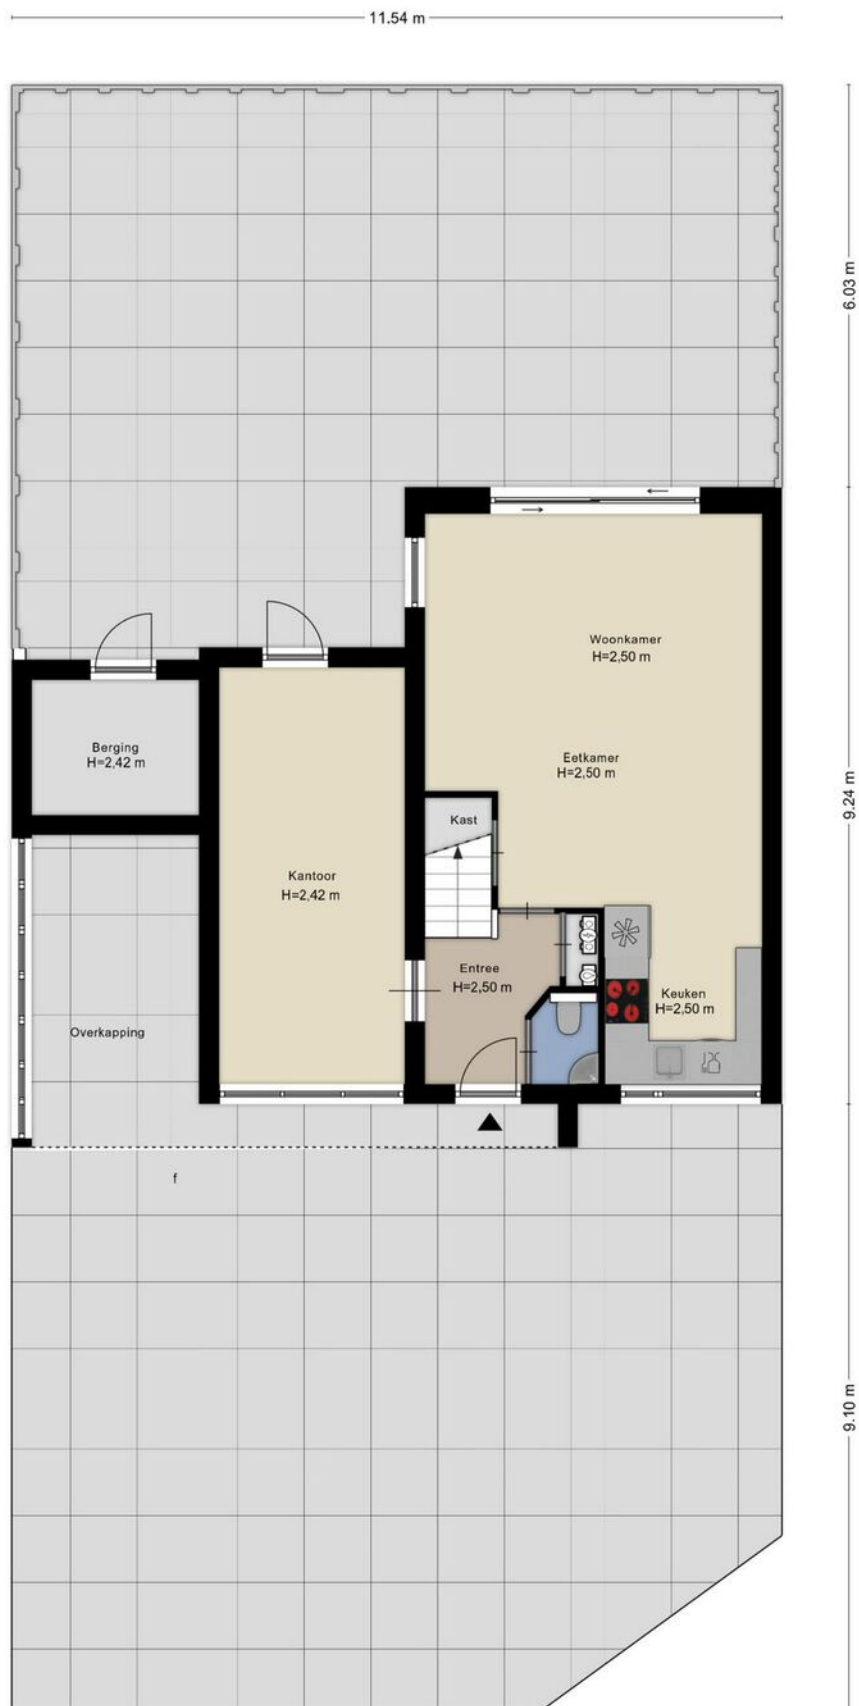 11.54 m
6.03 m
Woonkamer
H=2,50 m
Berging
H=2,42 m
Eetkamer
H=2,50 m
9.24 m
Kast
Kantoor
H=2,42 m
Entree
H=2,50 m
Keuken
H=2,50 m
Overkapping
f
9.10 m